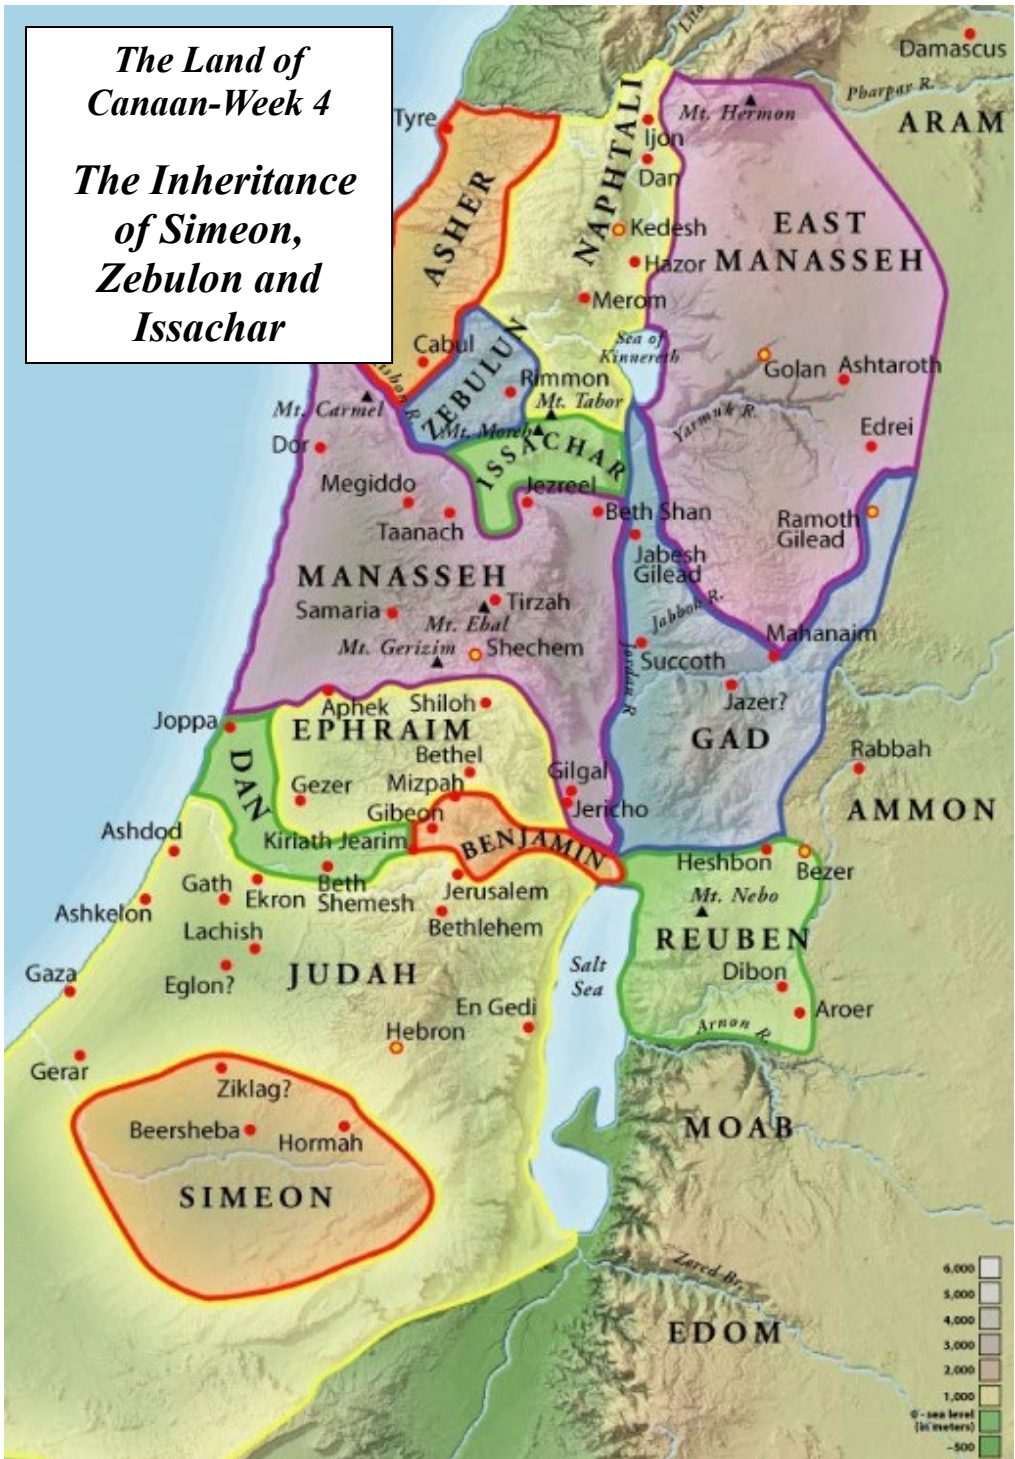 The Land of
Canaan-Week 4
The Inheritance
of Simeon,
Zebulon and
Issachar
Damascus
Pharpar R.
ARAM
Tyre
Mt. Hermon
Ijon
Dan
NAPHTALI
ASHER
Kedesh
EAST
MANASSEH
Hazor
Merom
Sea of
Kinnereth
Cabul
ZEBULUN
Rimmon
Golan
Ashtaroth
Mt. Carmel
Mt. Tabor
Yarmuk R.
Mt. Moreh
Dor
ISSACHAR
Edrei
Megiddo
Jezreel
Taanach
Beth Shan
Ramoth
Gilead
Jabesh
Gilead
MANASSEH
Samaria
Tirzah
Jabbok R.
Mt. Ebal
Mt. Gerizim
Shechem
Mahanaim
Succoth
Jordan R
Jazer?
Aphek
Shiloh
Joppa
EPHRAIM
GAD
DAN
Bethel
Rabbah
Gezer
Mizpah
Gilgal
Gibeon
Jericho
AMMON
Ashdod
Kiriath Jearim
BENJAMIN
Heshbon
Bezer
Gath
Ekron
Beth
Shemesh
Jerusalem
Mt. Nebo
Ashkelon
Bethlehem
Lachish
REUBEN
Gaza
Eglon?
JUDAH
Salt
Sea
Dibon
En Gedi
Aroer
Hebron
Arnon R.
Gerar
Ziklag?
Beersheba
Hormah
MOAB
SIMEON
Zered Br.
EDOM
6,000
5,000
4,000
3,000
2,000
1,000
0 - sea level
(in meters)
-500